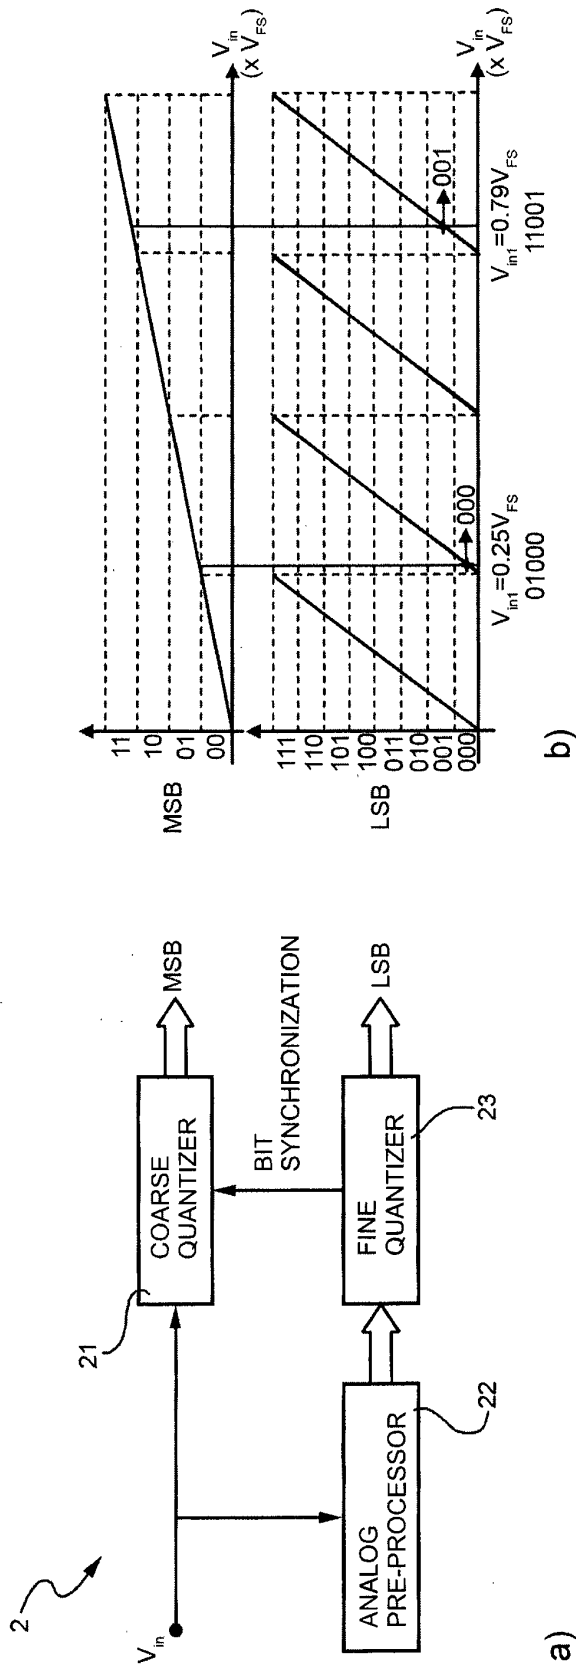 2
V_in
21
COARSE
QUANTIZER
MSB
BIT
SYNCHRONIZATION
ANALOG
PRE-PROCESSOR
22
FINE
QUANTIZER
23
LSB
a)
MSB
11
10
01
00
V_in
(x V_FS)
LSB
111
110
101
100
011
010
001
000
000
001
V_in
(x V_FS)
V_in1=0.25V_FS
01000
V_in1=0.79V_FS
11001
b)